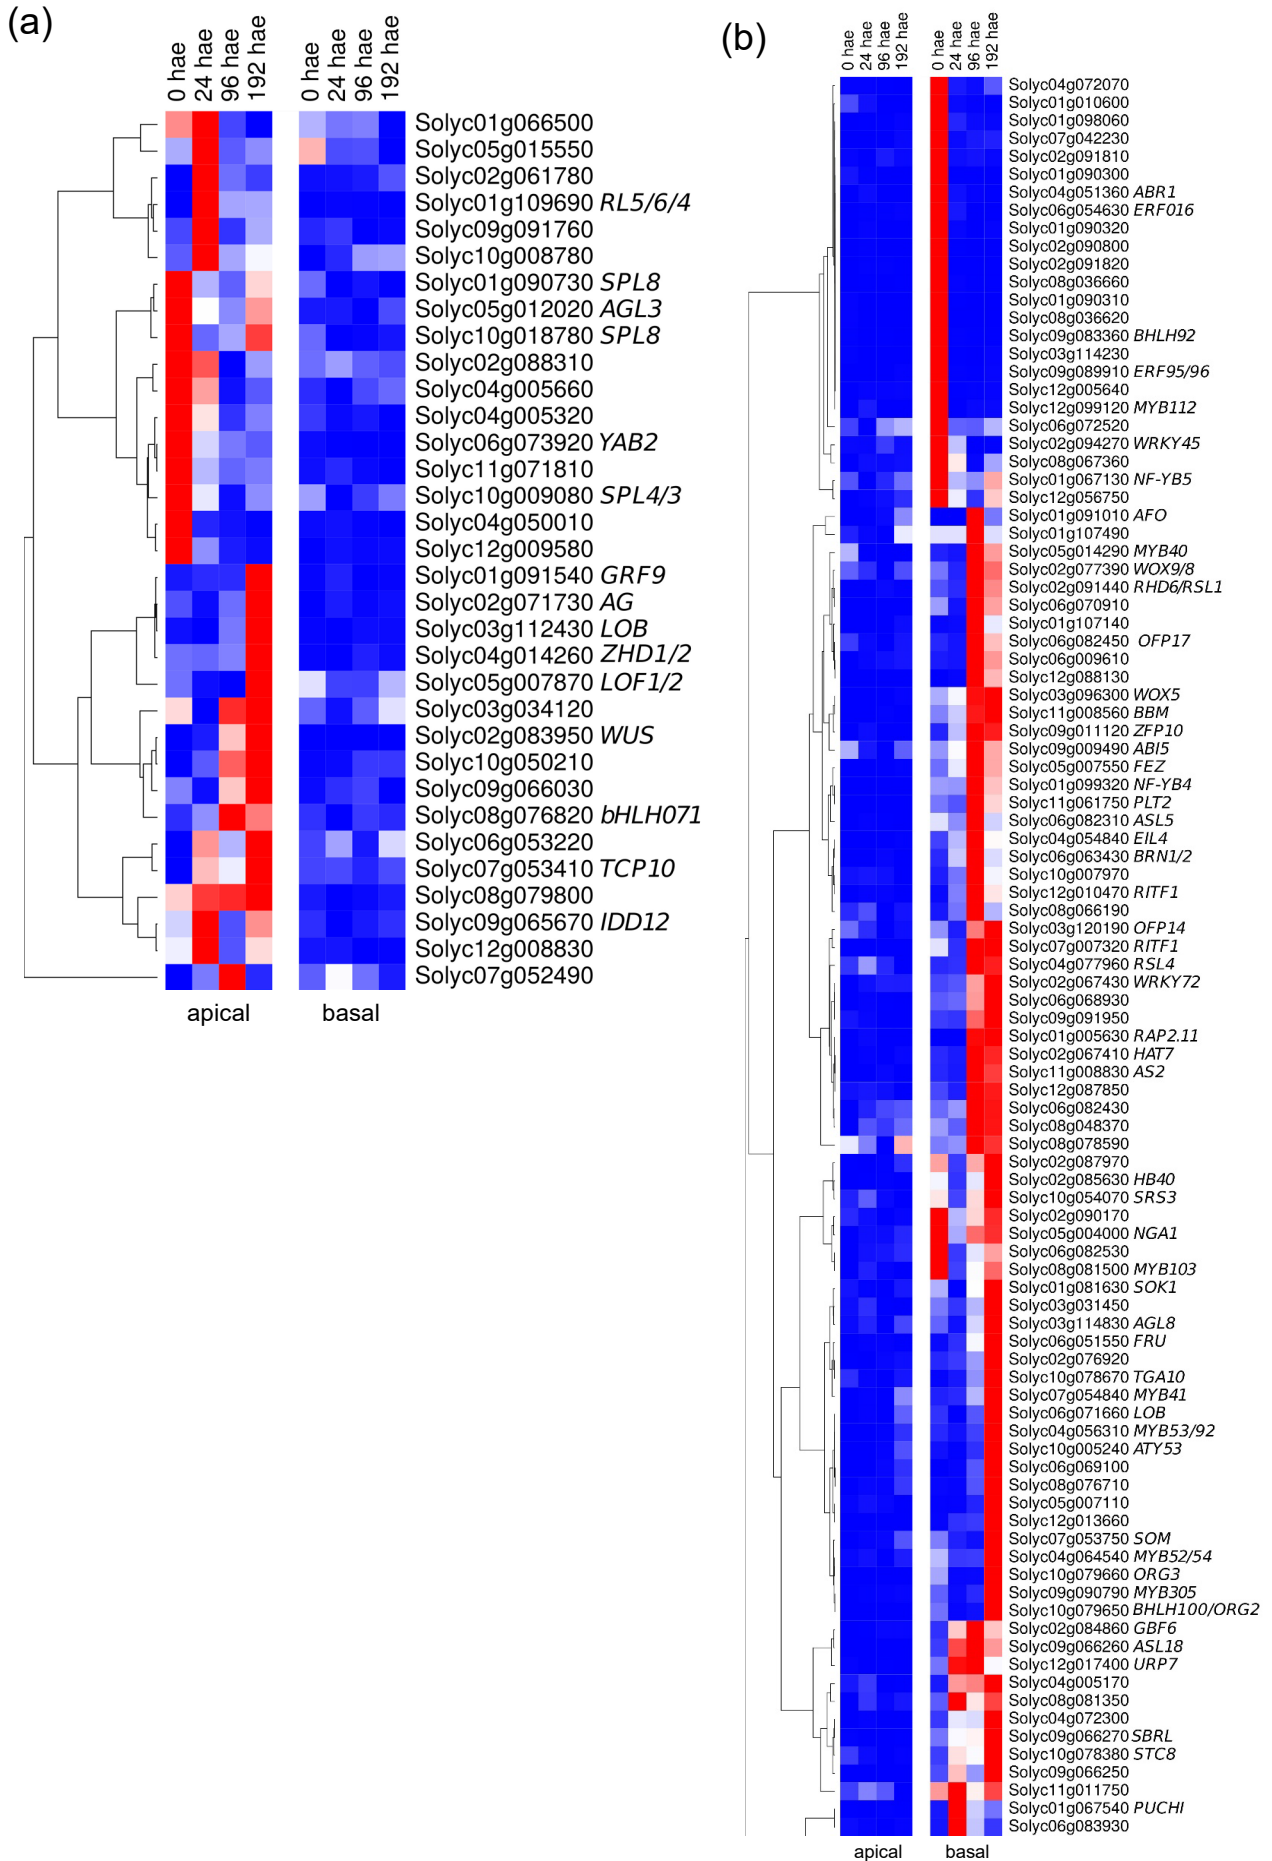 (a)
0 hae 24 hae 96 hae 192 hae 0 hae 24 hae 96 hae 192 hae
Solyc01g066500
Solyc05g015550
Solyc02g061780
Solyc01g109690 RL5/6/4
Solyc09g091760
Solyc10g008780
Solyc01g090730 SPL8
Solyc05g012020 AGL3
Solyc10g018780 SPL8
Solyc02g088310
Solyc04g005660
Solyc04g005320
Solyc06g073920 YAB2
Solyc11g071810
Solyc10g009080 SPL4/3
Solyc04g050010
Solyc12g009580
Solyc01g091540 GRF9
Solyc02g071730 AG
Solyc03g112430 LOB
Solyc04g014260 ZHD1/2
Solyc05g007870 LOF1/2
Solyc03g034120
Solyc02g083950 WUS
Solyc10g050210
Solyc09g066030
Solyc08g076820 bHLH071
Solyc06g053220
Solyc07g053410 TCP10
Solyc08g079800
Solyc09g065670 IDD12
Solyc12g008830
Solyc07g052490
apical basal
(b)
0 hae 24 hae 96 hae 192 hae 0 hae 24 hae 96 hae 192 hae
Solyc04g072070
Solyc01g010600
Solyc01g098060
Solyc07g042230
Solyc02g091810
Solyc01g090300
Solyc04g051360 ABR1
Solyc06g054630 ERF016
Solyc01g090320
Solyc02g090800
Solyc02g091820
Solyc08g036660
Solyc01g090310
Solyc08g036620
Solyc09g083360 BHLH92
Solyc03g114230
Solyc09g089910 ERF95/96
Solyc12g005640
Solyc12g099120 MYB112
Solyc06g072520
Solyc02g094270 WRKY45
Solyc08g067360
Solyc01g067130 NF-YB5
Solyc12g056750
Solyc01g091010 AFO
Solyc01g107490
Solyc05g014290 MYB40
Solyc02g077390 WOX9/8
Solyc02g091440 RHD6/RSL1
Solyc06g070910
Solyc01g107140
Solyc06g082450 OFP17
Solyc06g009610
Solyc12g088130
Solyc03g096300 WOX5
Solyc11g008560 BBM
Solyc09g011120 ZFP10
Solyc09g009490 ABI5
Solyc05g007550 FEZ
Solyc01g099320 NF-YB4
Solyc11g061750 PLT2
Solyc06g082310 ASL5
Solyc04g054840 EIL4
Solyc06g063430 BRN1/2
Solyc10g007970
Solyc12g010470 RITF1
Solyc08g066190
Solyc03g120190 OFP14
Solyc07g007320 RITF1
Solyc04g077960 RSL4
Solyc02g067430 WRKY72
Solyc06g068930
Solyc09g091950
Solyc01g005630 RAP2.11
Solyc02g067410 HAT7
Solyc11g008830 AS2
Solyc12g087850
Solyc06g082430
Solyc08g048370
Solyc08g078590
Solyc02g087970
Solyc02g085630 HB40
Solyc10g054070 SRS3
Solyc02g090170
Solyc05g004000 NGA1
Solyc06g082530
Solyc08g081500 MYB103
Solyc01g081630 SOK1
Solyc03g031450
Solyc03g114830 AGL8
Solyc06g051550 FRU
Solyc02g076920
Solyc10g078670 TGA10
Solyc07g054840 MYB41
Solyc06g071660 LOB
Solyc04g056310 MYB53/92
Solyc10g005240 ATY53
Solyc06g069100
Solyc08g076710
Solyc05g007110
Solyc12g013660
Solyc07g053750 SOM
Solyc04g064540 MYB52/54
Solyc10g079660 ORG3
Solyc09g090790 MYB305
Solyc10g079650 BHLH100/ORG2
Solyc02g084860 GBF6
Solyc09g066260 ASL18
Solyc12g017400 URP7
Solyc04g005170
Solyc08g081350
Solyc04g072300
Solyc09g066270 SBRL
Solyc10g078380 STC8
Solyc09g066250
Solyc11g011750
Solyc01g067540 PUCHI
Solyc06g083930
apical basal